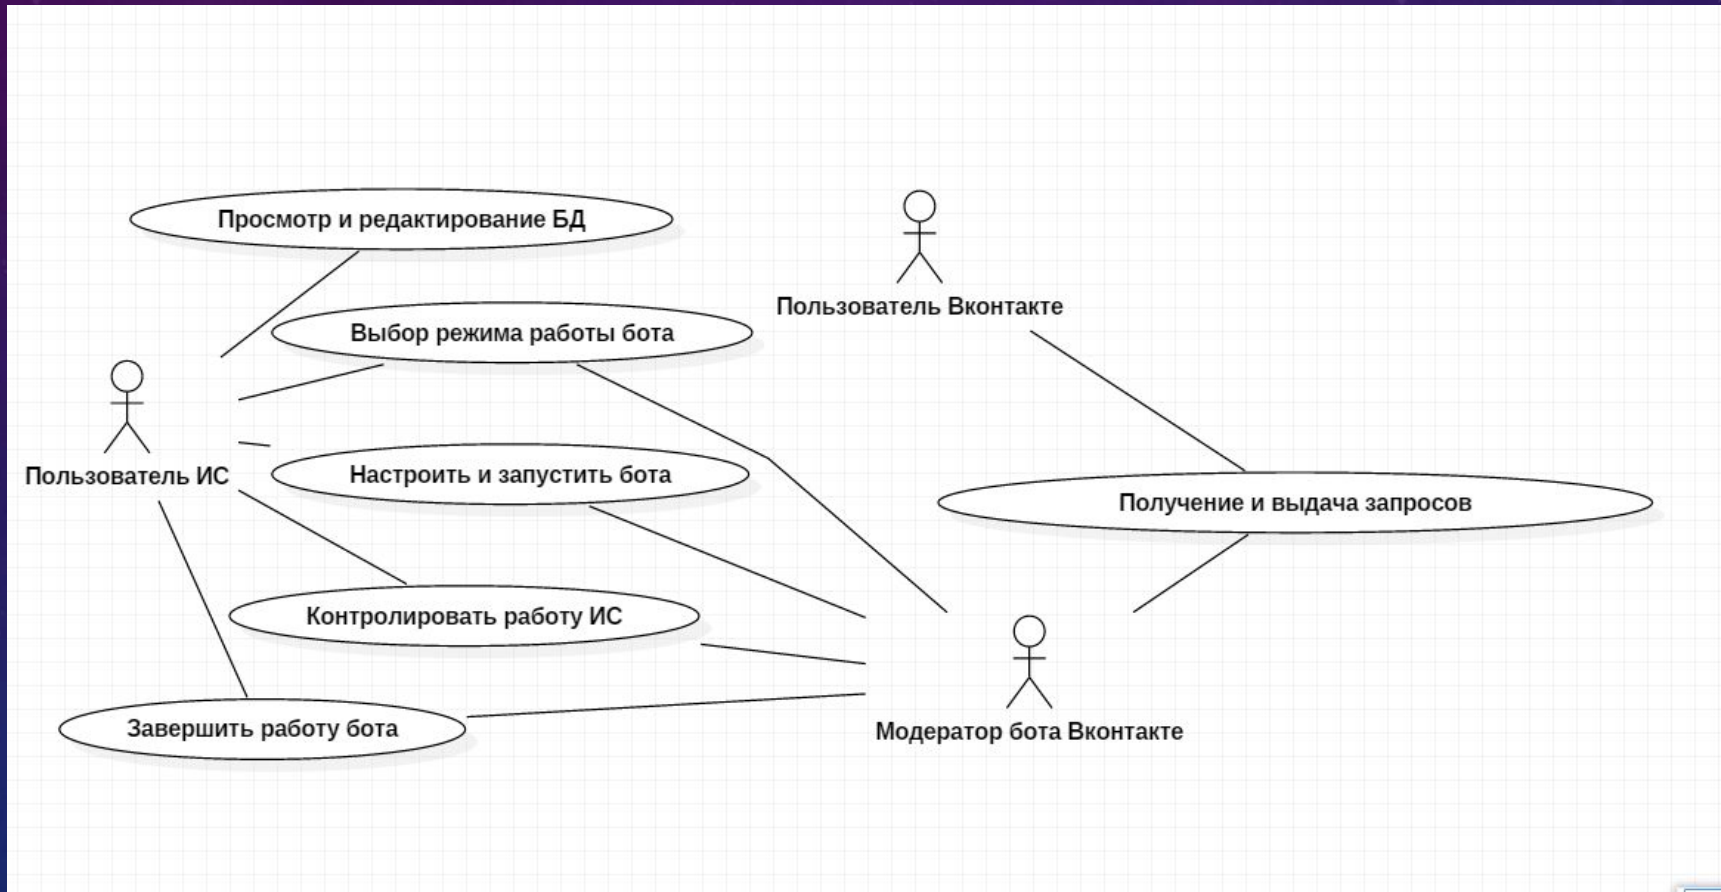 Просмотр и редактирование БД
Пользователь Вконтакте
Выбор режима работы бота
Пользователь ИС
Настроить и запустить бота
Получение и выдача запросов
Контролировать работу ИС
Завершить работу бота
Модератор бота Вконтакте